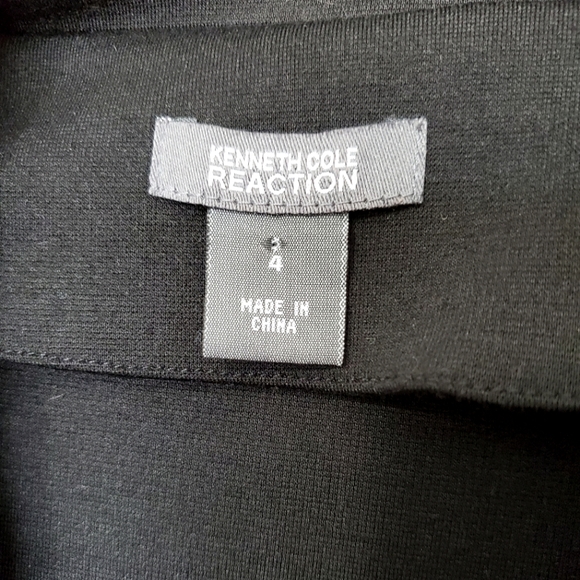 KENNETH COLE
REACTION
4
MADE IN
CHINA